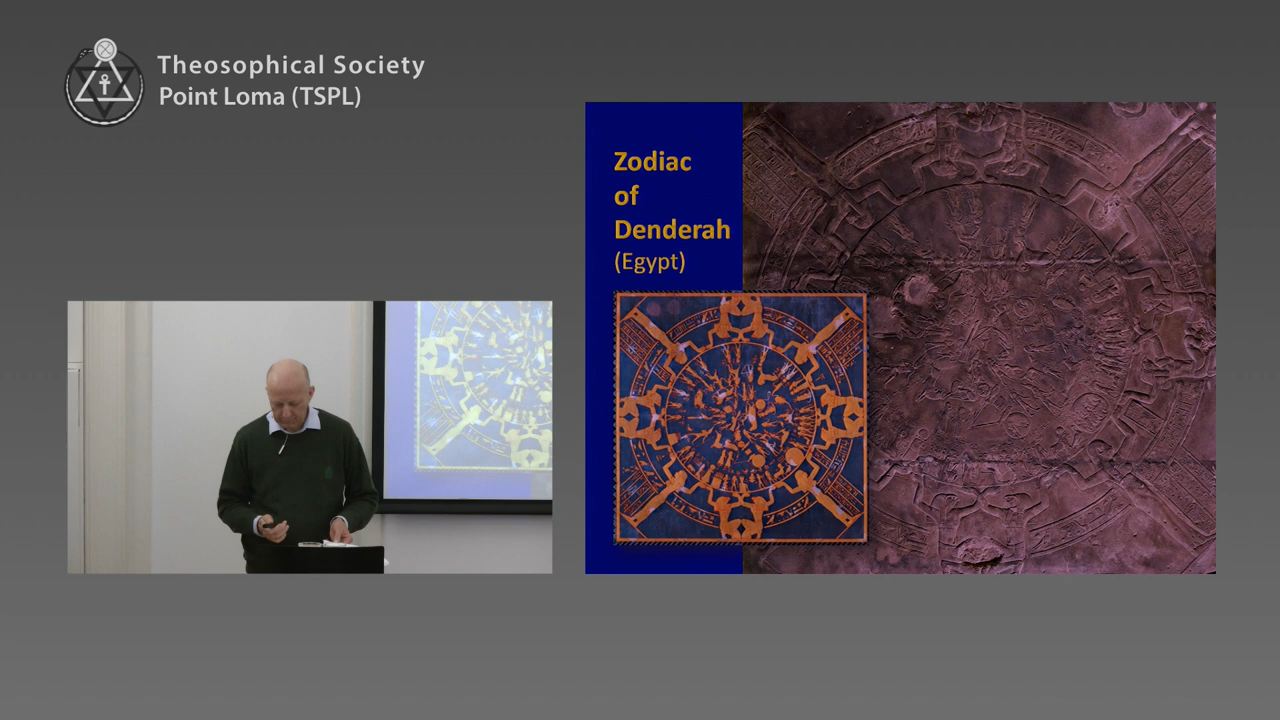 Theosophical Society
Point Loma (TSPL)
Zodiac
of
Denderah
(Egypt)